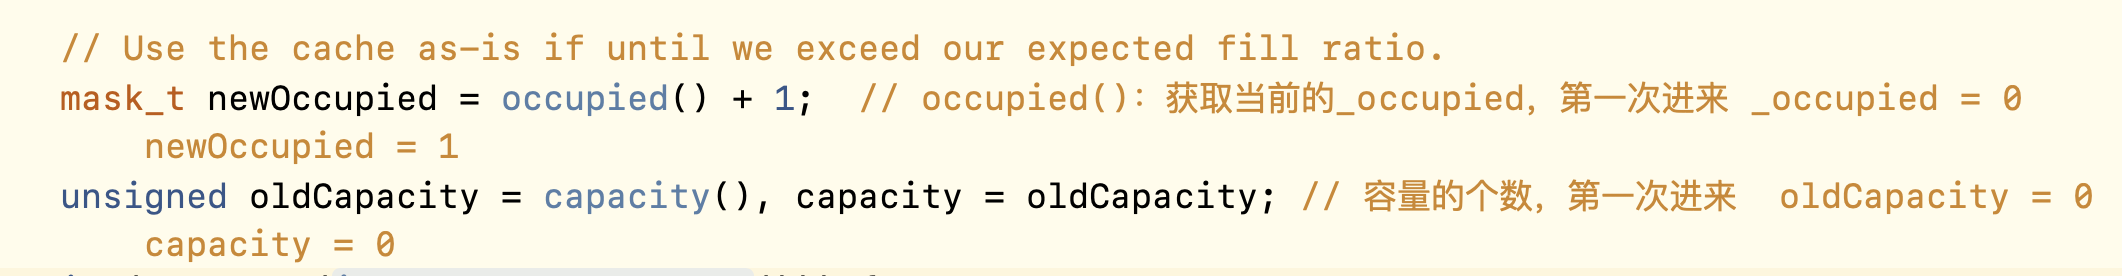 // Use the cache as-is if until we exceed our expected fill ratio.
mask_t newOccupied = occupied() + 1;  // occupied(): 获取当前的_occupied, 第一次进来 _occupied = 0
newOccupied = 1
unsigned oldCapacity = capacity(), capacity = oldCapacity; // 容量的个数, 第一次进来  oldCapacity = 0
capacity = 0